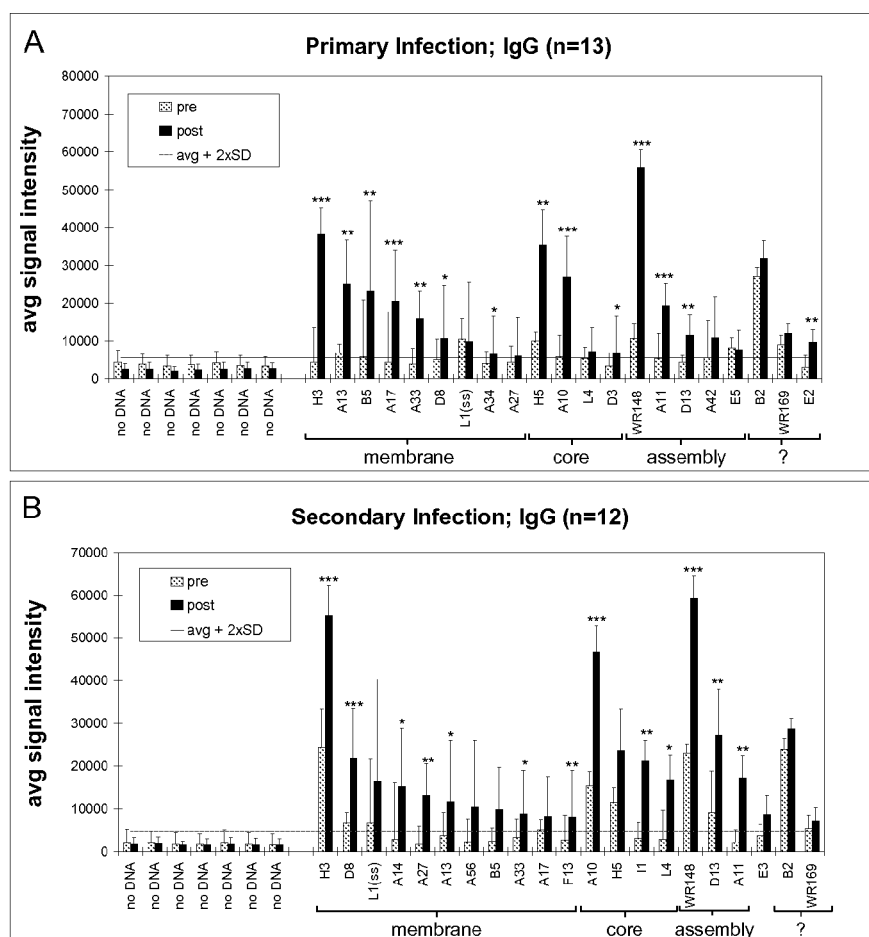 A
Primary Infection; IgG (n=13)
avg signal intensity
80000
70000
60000
50000
40000
30000
20000
10000
0
pre
post
avg + 2xSD
*** ** ** *** ** * * ** *** * *** *** ** **
no DNA no DNA no DNA no DNA no DNA no DNA no DNA H3 A13 B5 A17 A33 D8 L1(ss) A34 A27 H5 A10 L4 D3 WR148 A11 D13 A42 E5 B2 WR169 E2
membrane core assembly ?
B
Secondary Infection; IgG (n=12)
avg signal intensity
70000
60000
50000
40000
30000
20000
10000
0
pre
post
avg + 2xSD
*** *** * ** * * ** *** ** * *** ** **
no DNA no DNA no DNA no DNA no DNA no DNA no DNA H3 D8 L1(ss) A14 A27 A13 A56 B5 A33 A17 F13 A10 H5 I1 L4 WR148 D13 A11 E3 B2 WR169
membrane core assembly ?